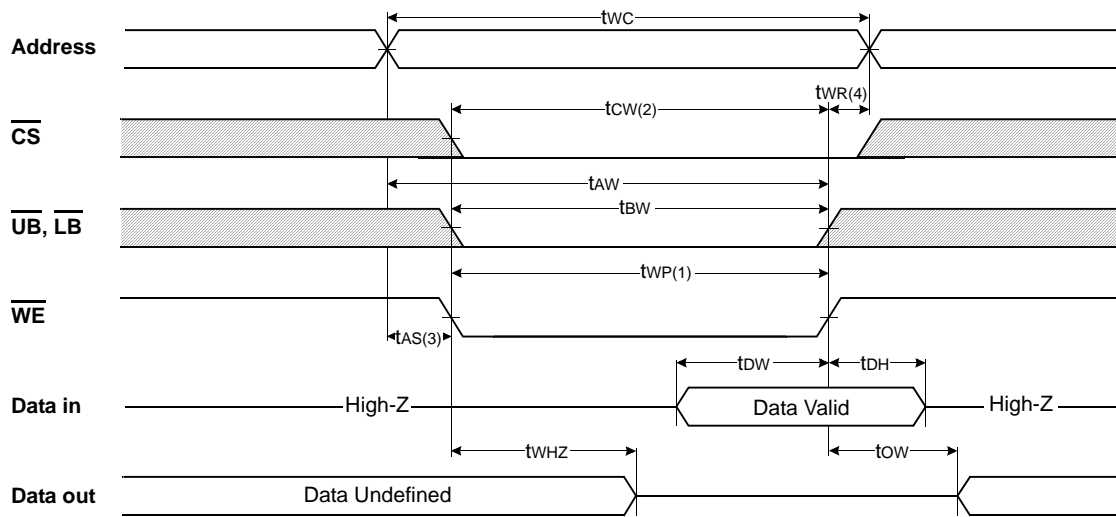 tWC
Address
tCW(2)
tWR(4)
CS
tAW
tBW
UB, LB
tWP(1)
WE
tAS(3)
tDW
tDH
Data in
High-Z
Data Valid
High-Z
tWHZ
tOW
Data out
Data Undefined